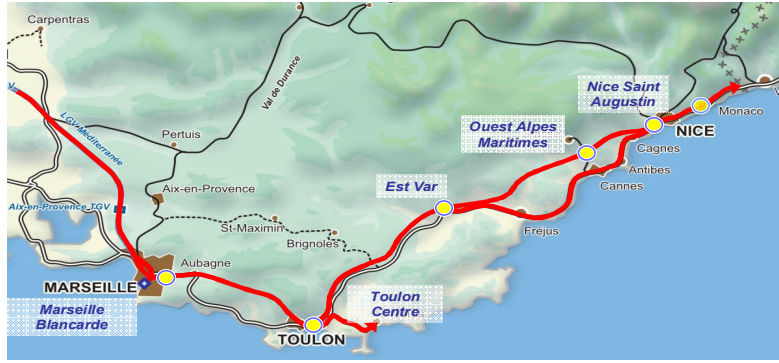 Carpentras
Val de Durance
LGV Méditerranée
Pertuis
Nice Saint
Augustin
Monaco
NICE
Ouest Alpes
Maritimes
Cagnes
Antibes
Cannes
Est Var
Aix-en-Provence
Aix-en-Provence TGV
St-Maximin
Brignoles
Fréjus
Aubagne
MARSEILLE
Marseille
Blancarde
Toulon
Centre
TOULON